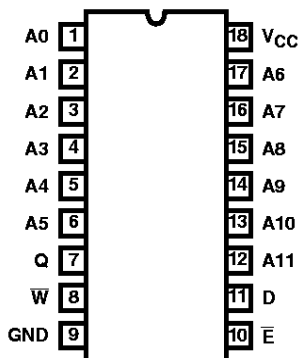 A0 1 18 VCC
A1 2 17 A6
A2 3 16 A7
A3 4 15 A8
A4 5 14 A9
A5 6 13 A10
Q 7 12 A11
W̅ 8 11 D
GND 9 10 E̅